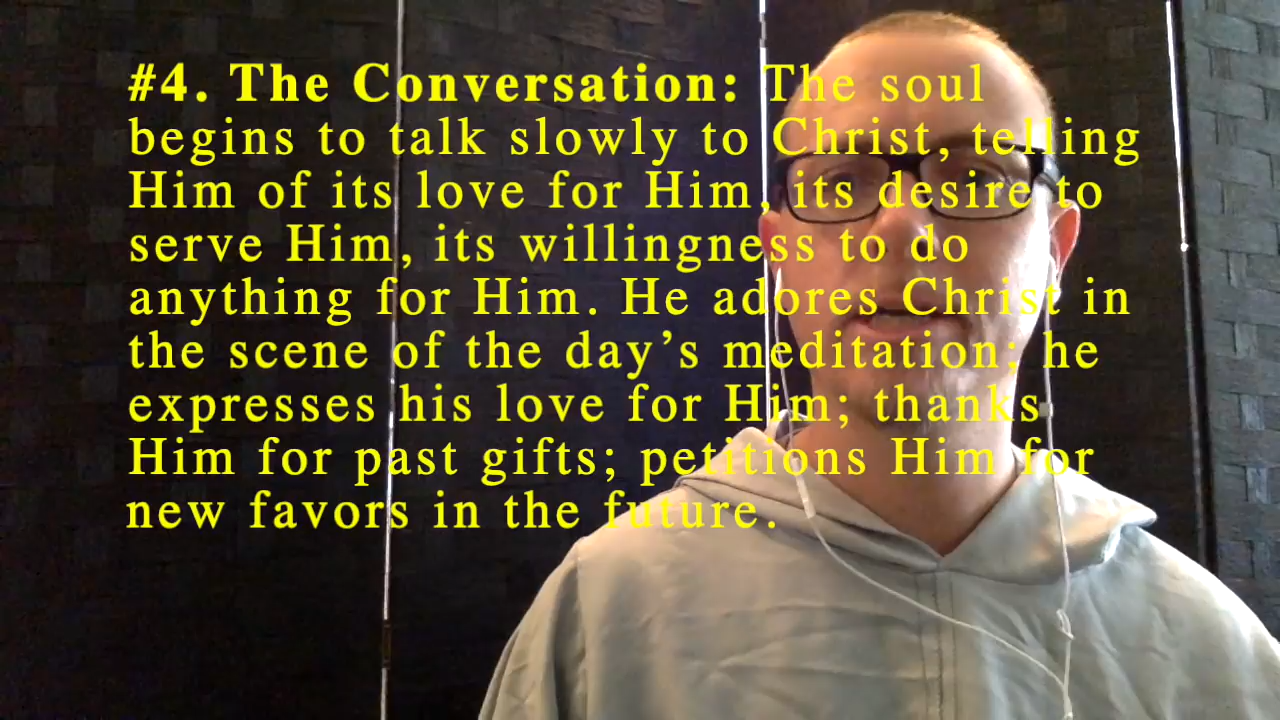 #4. The Conversation: The soul
begins to talk slowly to Christ, telling
Him of its love for Him, its desire to
serve Him, its willingness to do
anything for Him. He adores Christ in
the scene of the day’s meditation; he
expresses his love for Him; thanks
Him for past gifts; petitions Him for
new favors in the future.